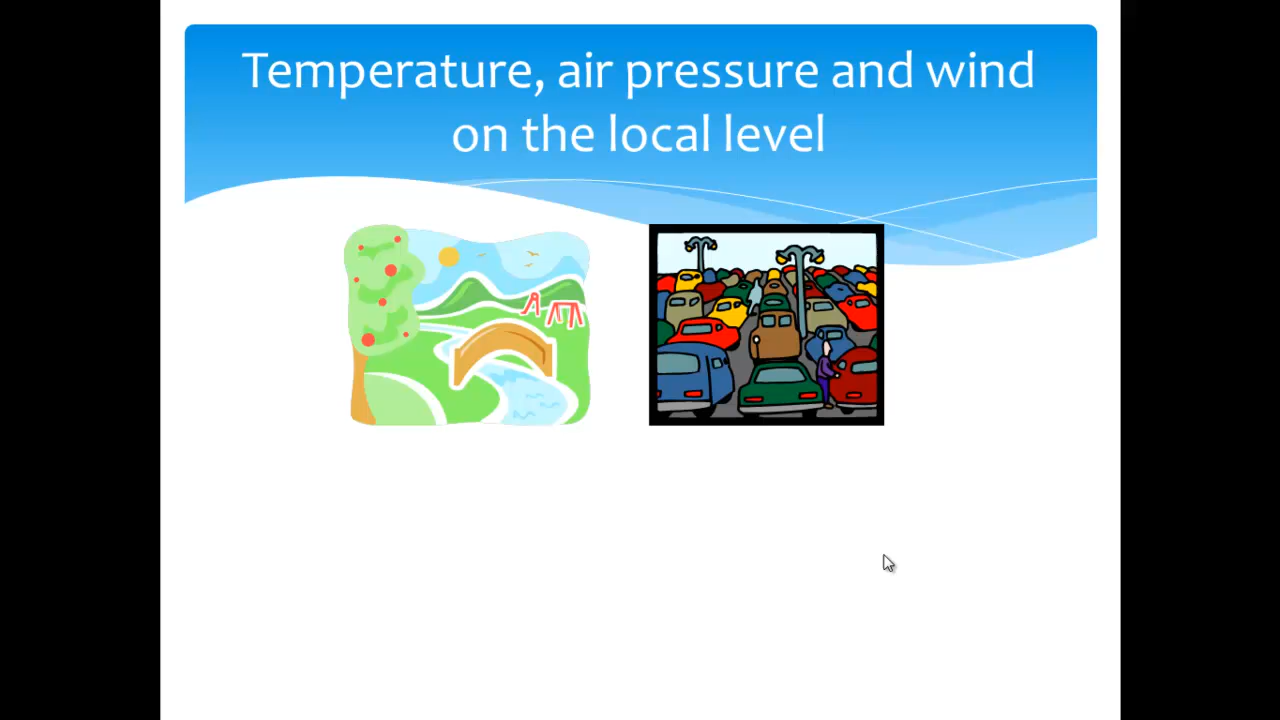 Temperature, air pressure and wind
on the local level